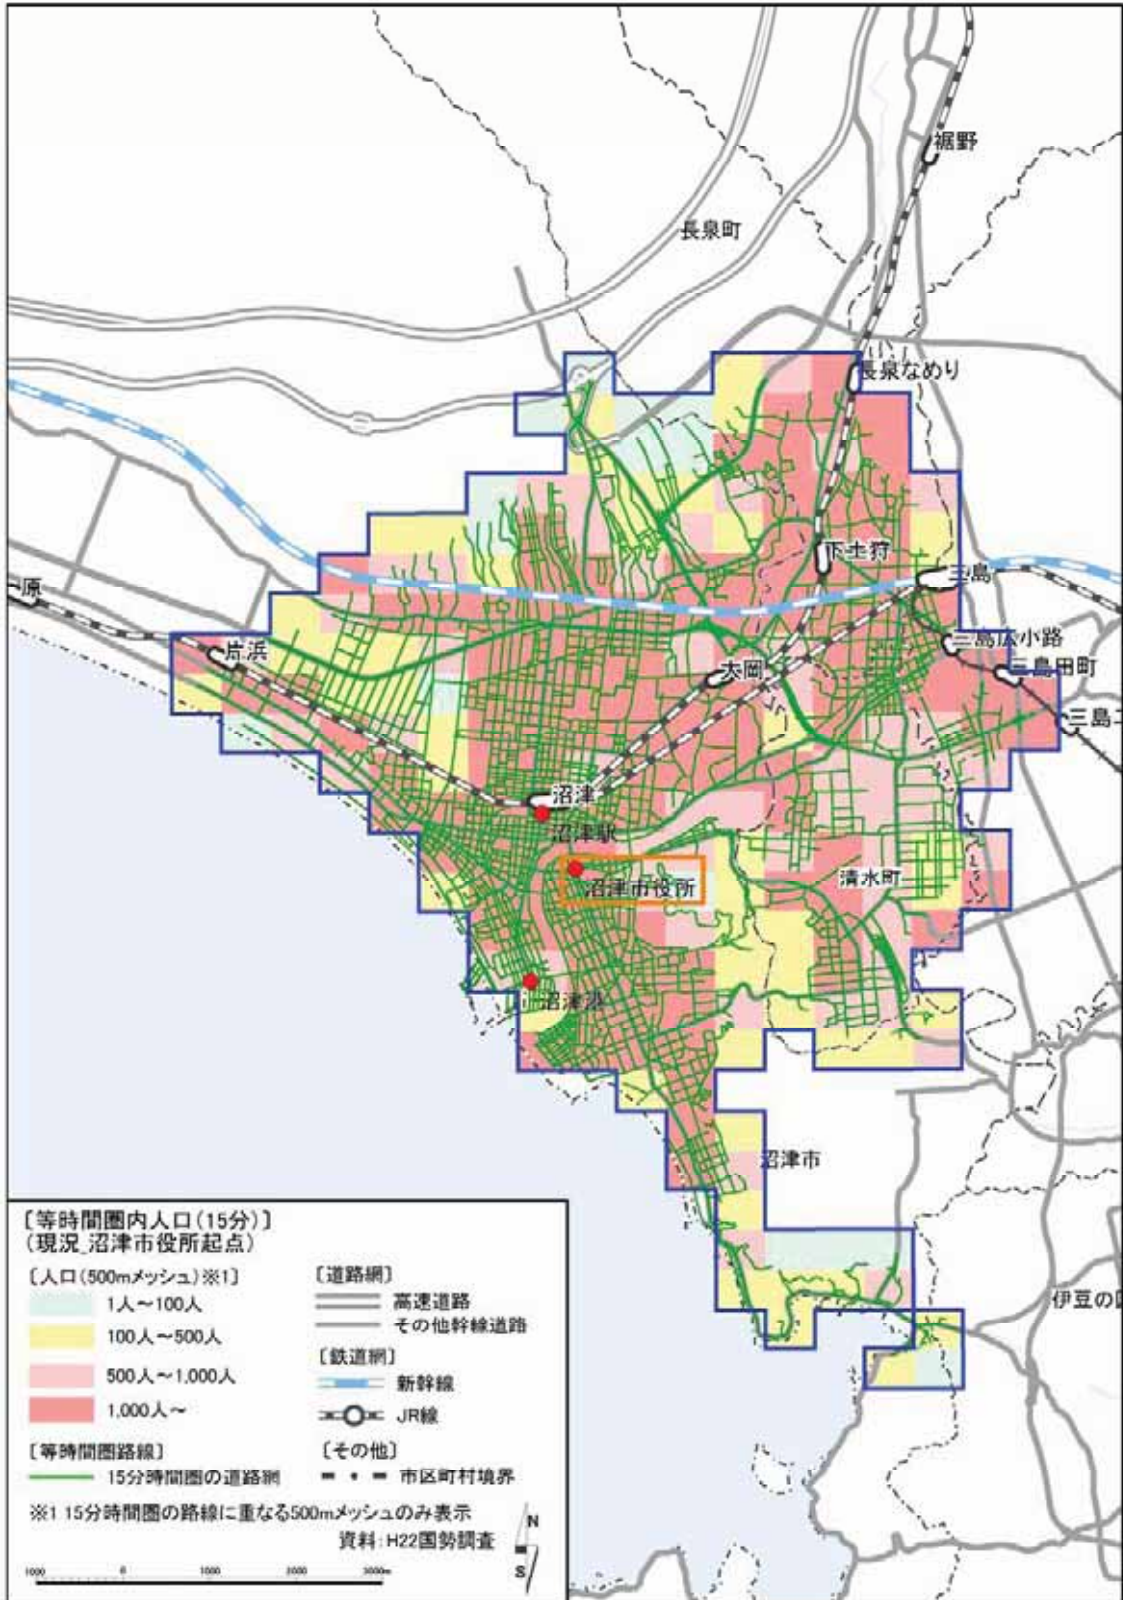 裾野
長泉町
長泉なめり
下土狩
三島
原
三島広小路
片浜
大岡
三島田町
沼津
沼津駅
清水町
沼津市役所
沼津港
沼津市
伊豆の国
〔等時間圏内人口(15分)〕
(現況_沼津市役所起点)
〔人口(500mメッシュ)※1〕
1人～100人
100人～500人
500人～1,000人
1,000人～
〔等時間圏路線〕
15分時間圏の道路網
〔道路網〕
高速道路
その他幹線道路
〔鉄道網〕
新幹線
JR線
〔その他〕
市区町村境界
※1 15分時間圏の路線に重なる500mメッシュのみ表示
資料:H22国勢調査
N
S
1000 0 1000 2000 3000m